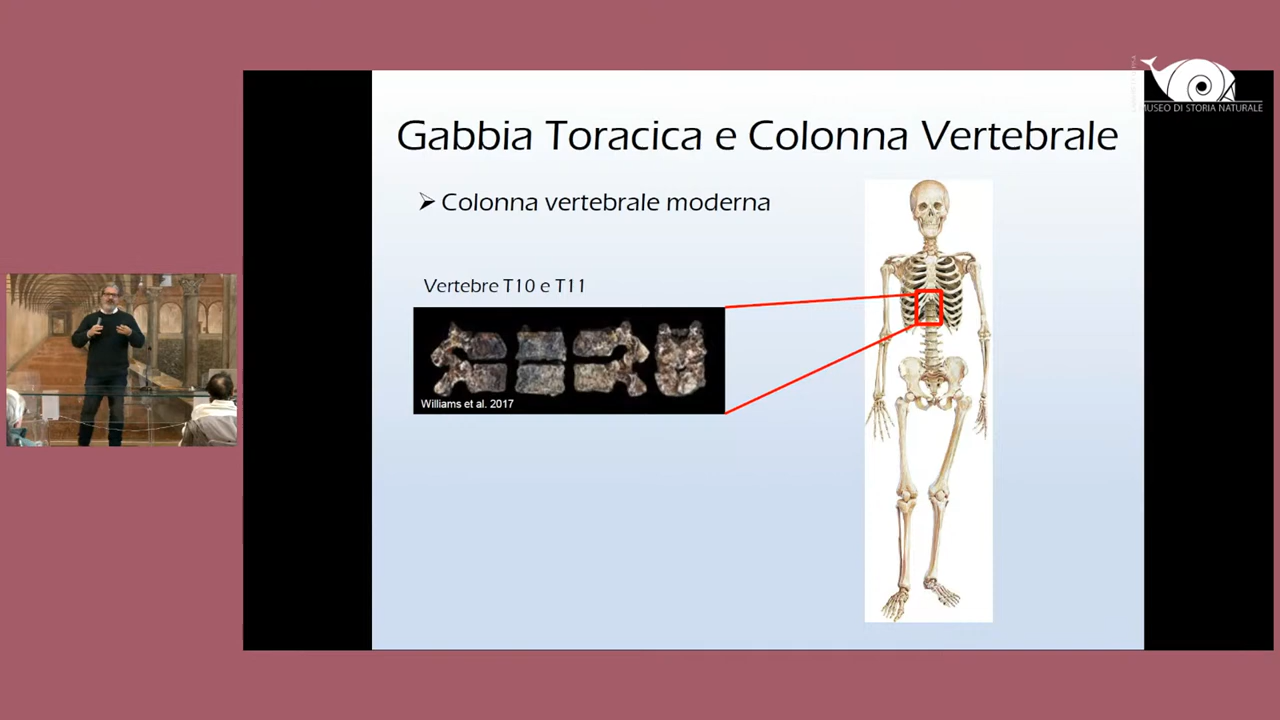 MUSEO DI STORIA NATURALE
Gabbia Toracica e Colonna Vertebrale
➢ Colonna vertebrale moderna
Vertebre T10 e T11
Williams et al. 2017